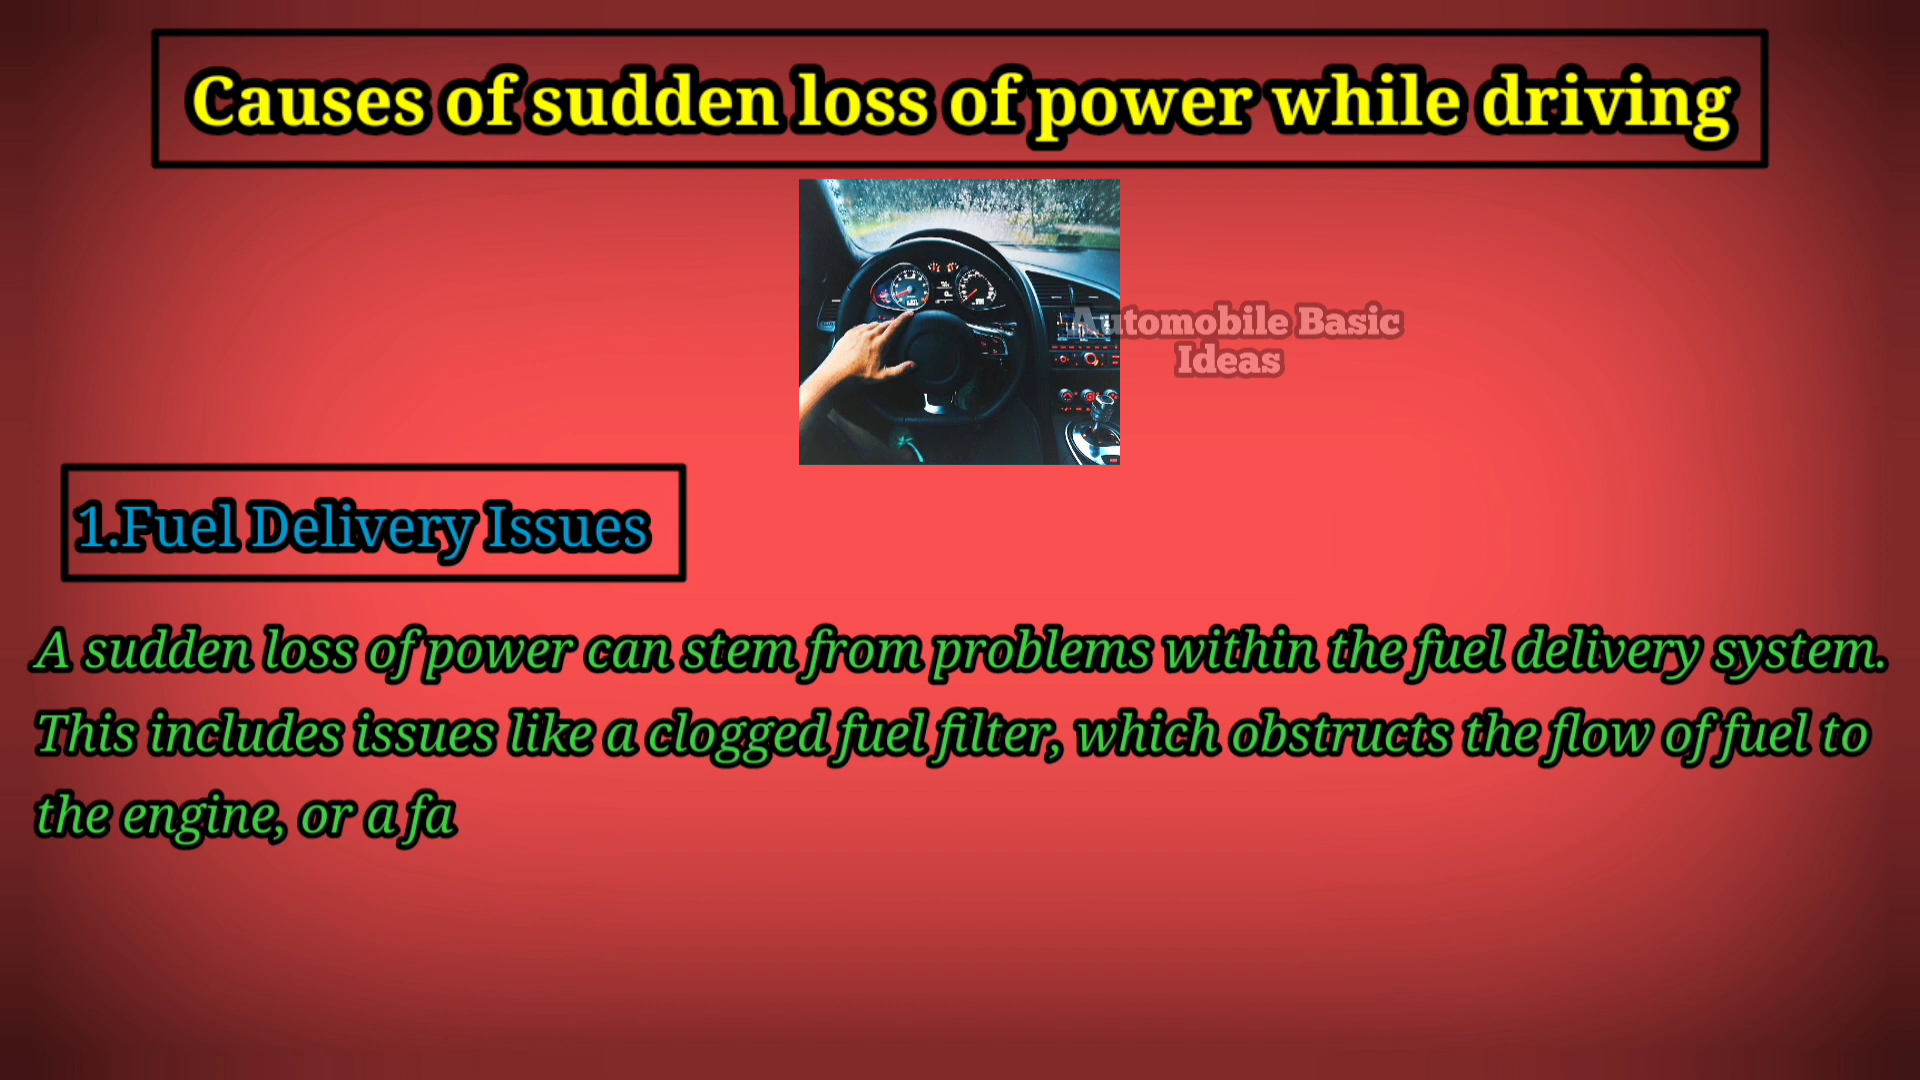 Causes of sudden loss of power while driving
Automobile Basic
Ideas
1.Fuel Delivery Issues
A sudden loss of power can stem from problems within the fuel delivery system.
This includes issues like a clogged fuel filter, which obstructs the flow of fuel to
the engine, or a fa